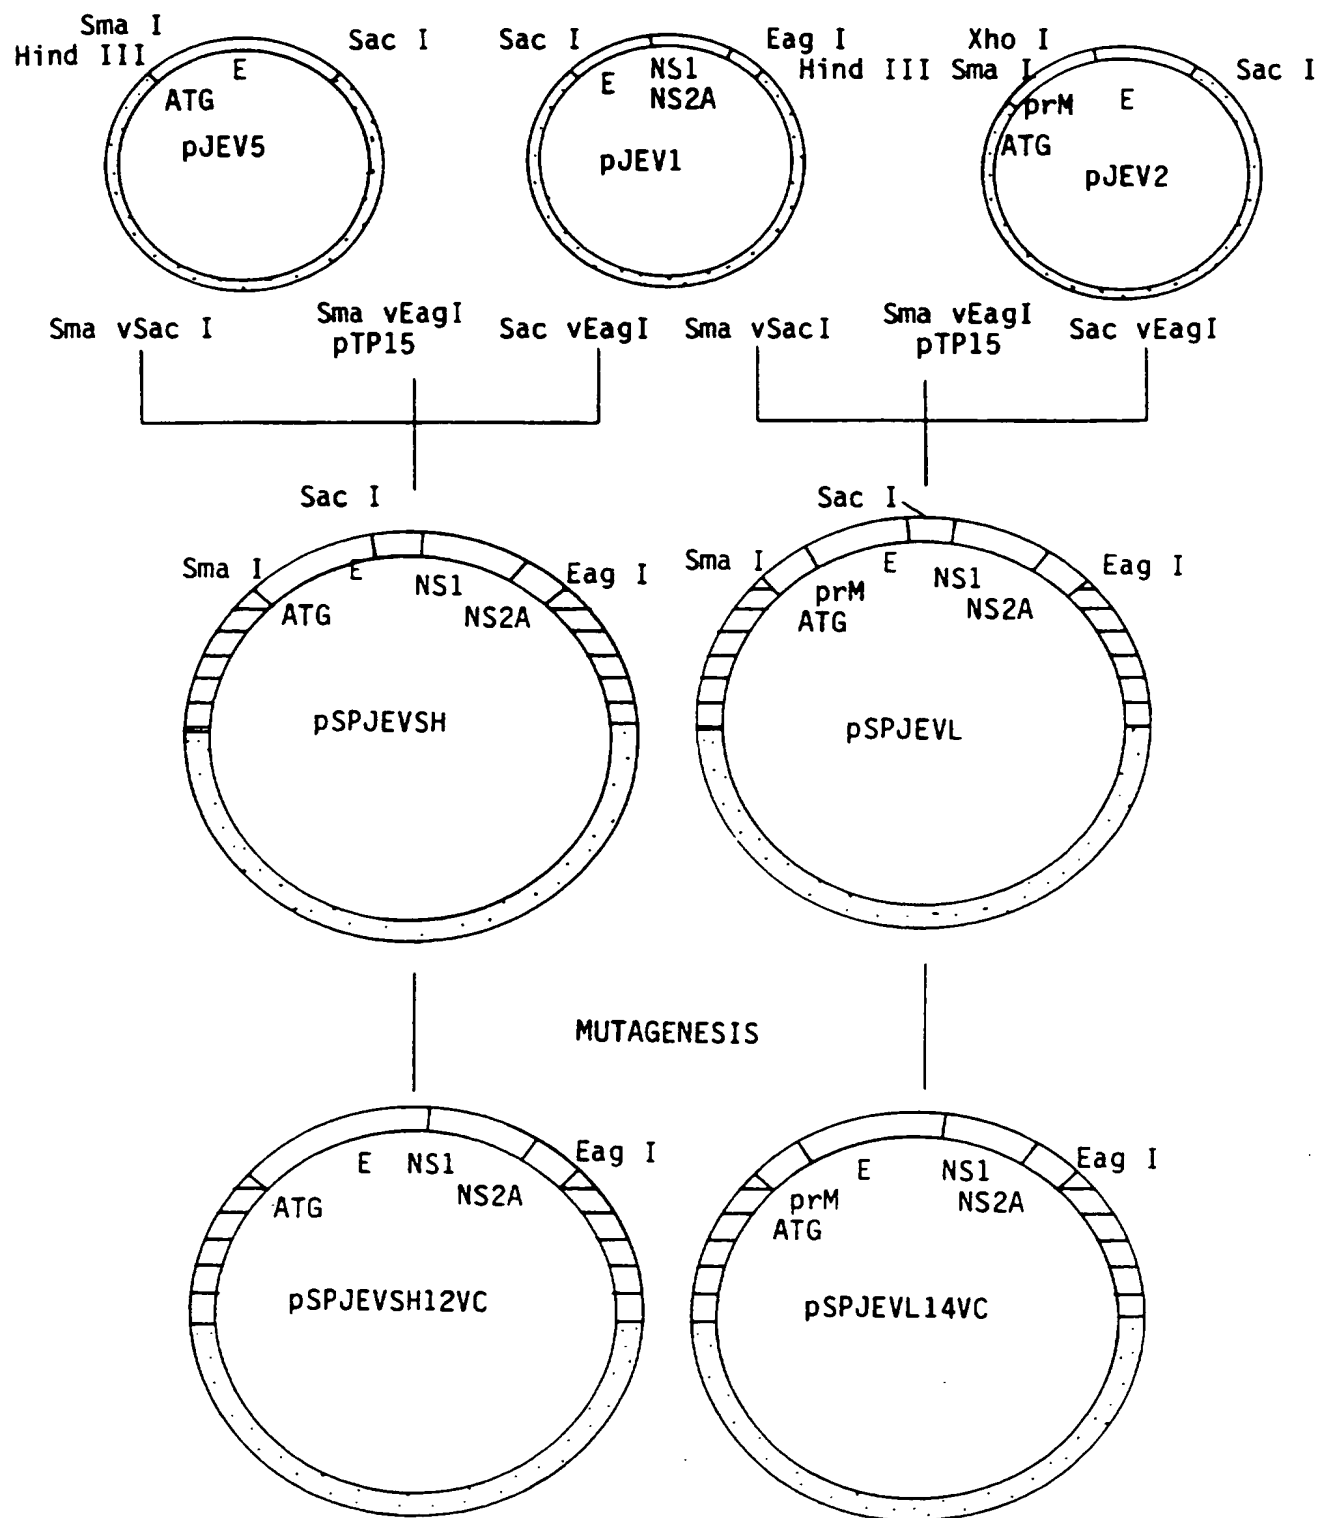 Sma I
Hind III
Sac I
E
ATG
pJEV5
Sac I
Eag I
E
NS1
NS2A
pJEV1
Xho I
Hind III Sma I
Sac I
prM
E
ATG
pJEV2
Sma vSac I
Sma vEagI
pTP15
Sac vEagI
Sma vSacI
Sma vEagI
pTP15
Sac vEagI
Sac I
Sma I
E
Eag I
NS1
ATG
NS2A
pSPJEVSH
Sac I
Sma I
E
Eag I
NS1
prM
NS2A
ATG
pSPJEVL
MUTAGENESIS
Eag I
E
NS1
NS2A
ATG
pSPJEVSH12VC
Eag I
E
NS1
prM
NS2A
ATG
pSPJEVL14VC